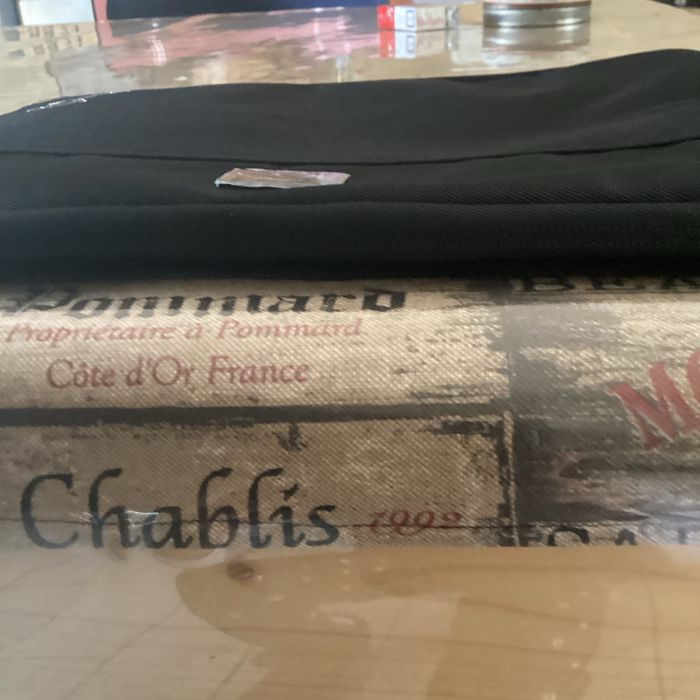 Pommard
Propriétaire à Pommard
Côte d'Or France
Chablis 1992